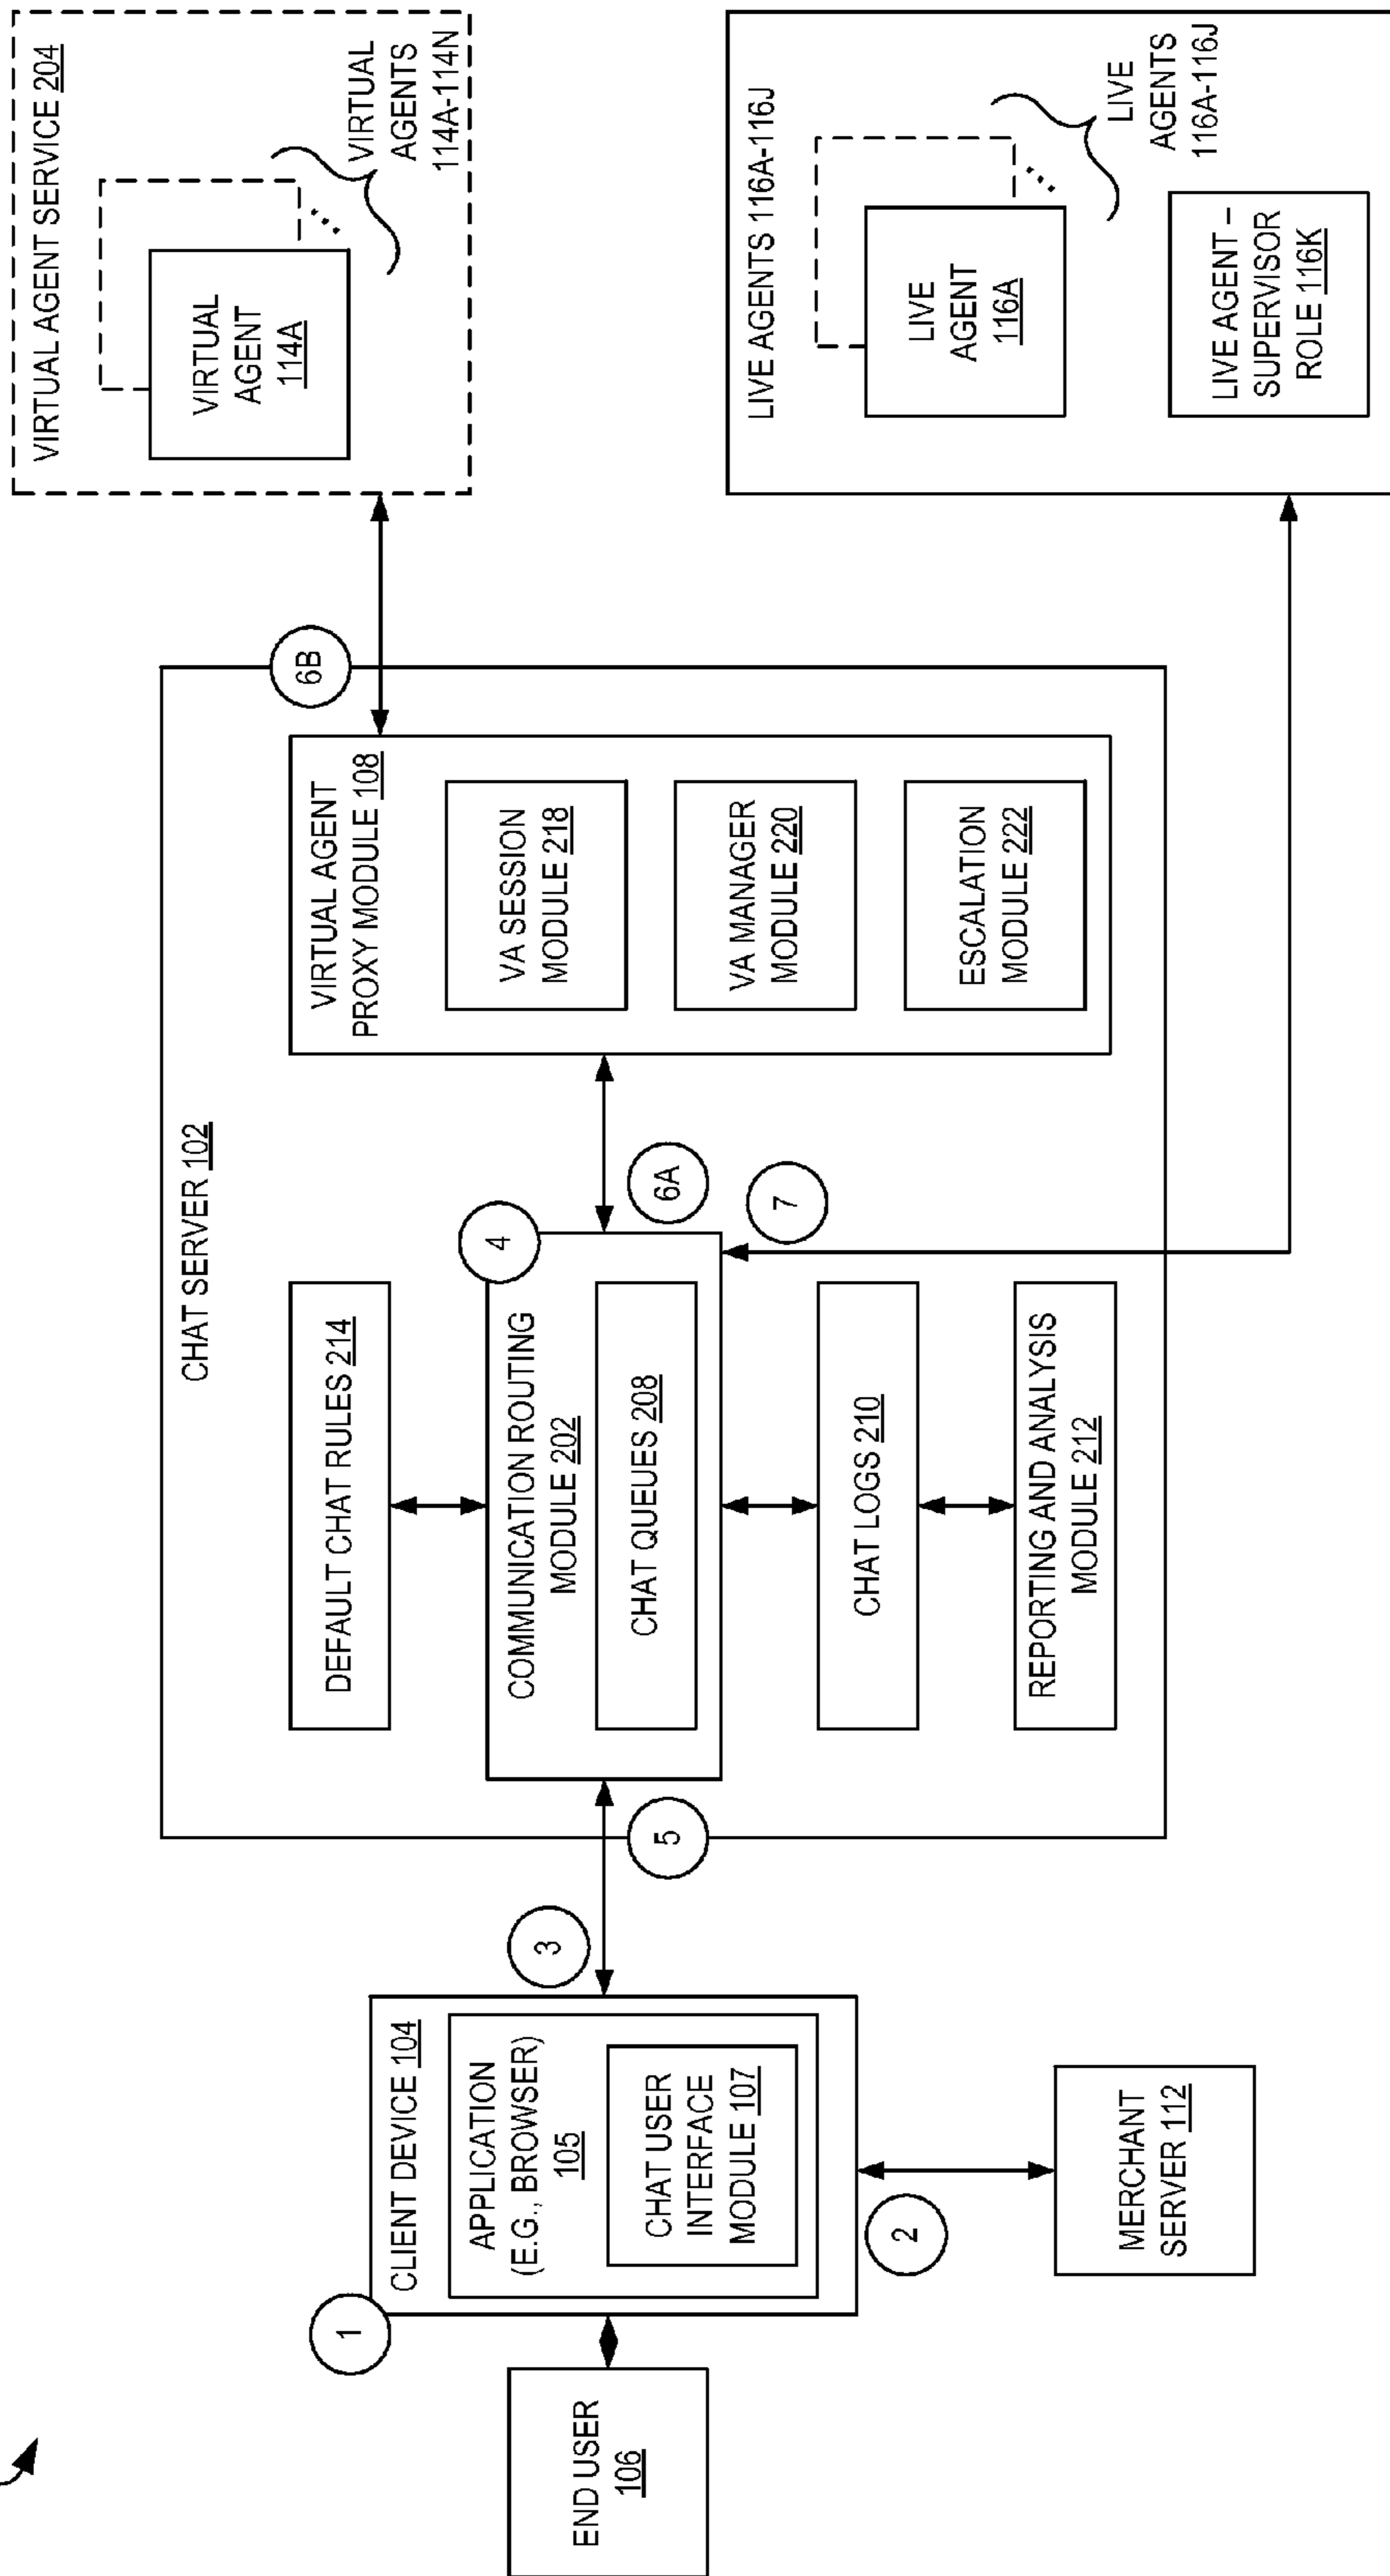 VIRTUAL AGENT SERVICE 204
VIRTUAL
AGENT
114A
VIRTUAL
AGENTS
114A-114N
LIVE AGENTS 116A-116J
LIVE
AGENT
116A
LIVE
AGENTS
116A-116J
LIVE AGENT –
SUPERVISOR
ROLE 116K
6B
CHAT SERVER 102
VIRTUAL AGENT
PROXY MODULE 108
VA SESSION
MODULE 218
VA MANAGER
MODULE 220
ESCALATION
MODULE 222
6A
7
4
DEFAULT CHAT RULES 214
COMMUNICATION ROUTING
MODULE 202
CHAT QUEUES 208
CHAT LOGS 210
REPORTING AND ANALYSIS
MODULE 212
5
3
CLIENT DEVICE 104
APPLICATION
(E.G., BROWSER)
105
CHAT USER
INTERFACE
MODULE 107
1
2
MERCHANT
SERVER 112
END USER
106